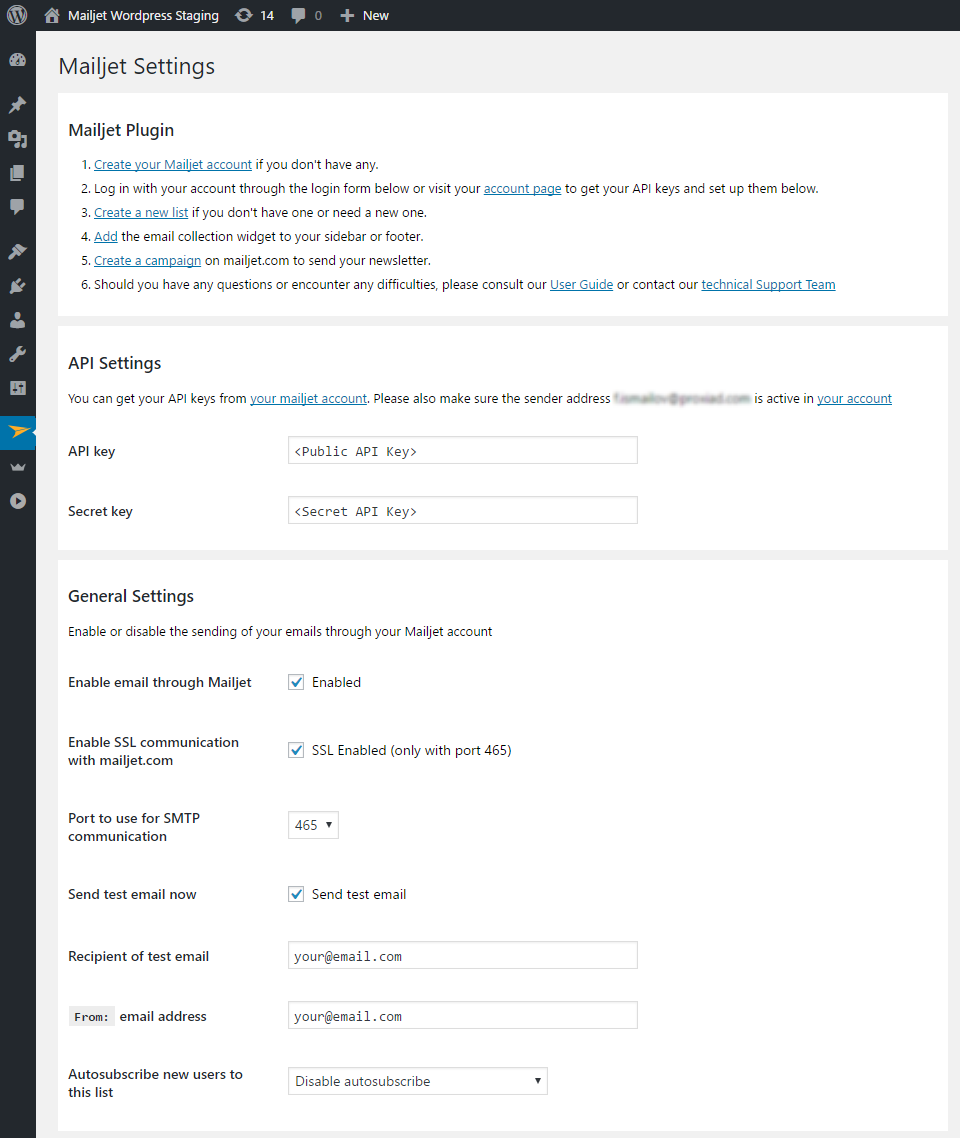 Mailjet Wordpress Staging 14 0 New
Mailjet Settings
Mailjet Plugin
1. Create your Mailjet account if you don't have any.
2. Log in with your account through the login form below or visit your account page to get your API keys and set up them below.
3. Create a new list if you don't have one or need a new one.
4. Add the email collection widget to your sidebar or footer.
5. Create a campaign on mailjet.com to send your newsletter.
6. Should you have any questions or encounter any difficulties, please consult our User Guide or contact our technical Support Team
API Settings
You can get your API keys from your mailjet account. Please also make sure the sender address is active in your account
API key <Public API Key>
Secret key <Secret API Key>
General Settings
Enable or disable the sending of your emails through your Mailjet account
Enable email through Mailjet Enabled
Enable SSL communication
with mailjet.com
SSL Enabled (only with port 465)
Port to use for SMTP
communication
465
Send test email now Send test email
Recipient of test email your@email.com
From: email address your@email.com
Autosubscribe new users to
this list
Disable autosubscribe